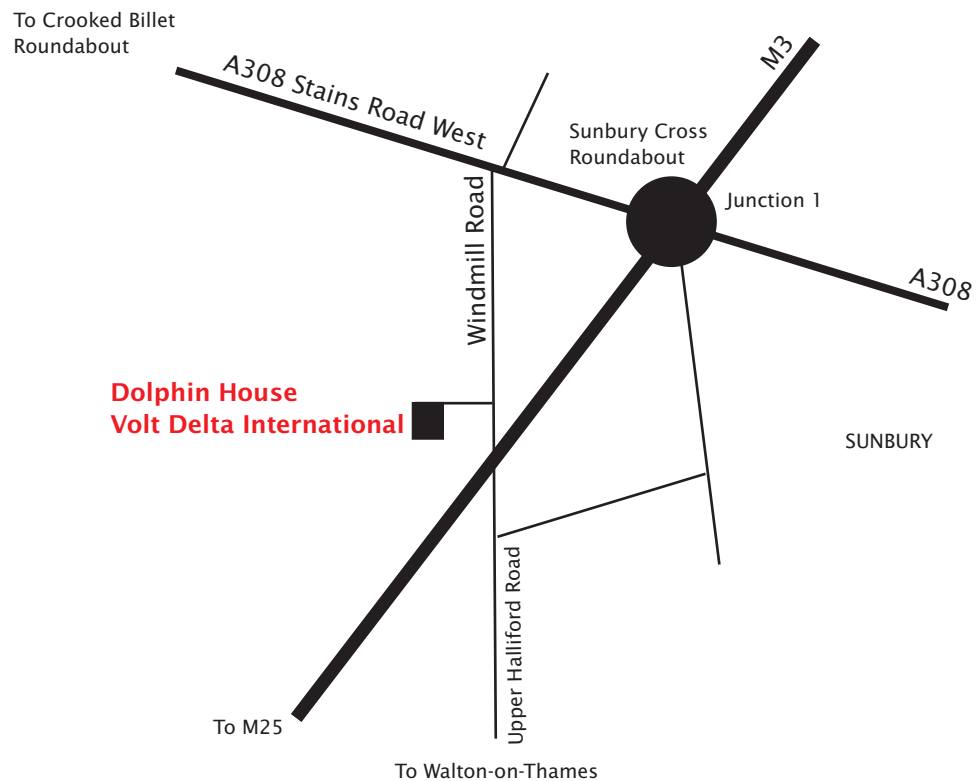 To Crooked Billet
Roundabout
A308 Stains Road West
M3
Sunbury Cross
Roundabout
Junction 1
Windmill Road
A308
Dolphin House
Volt Delta International
SUNBURY
Upper Halliford Road
To M25
To Walton-on-Thames